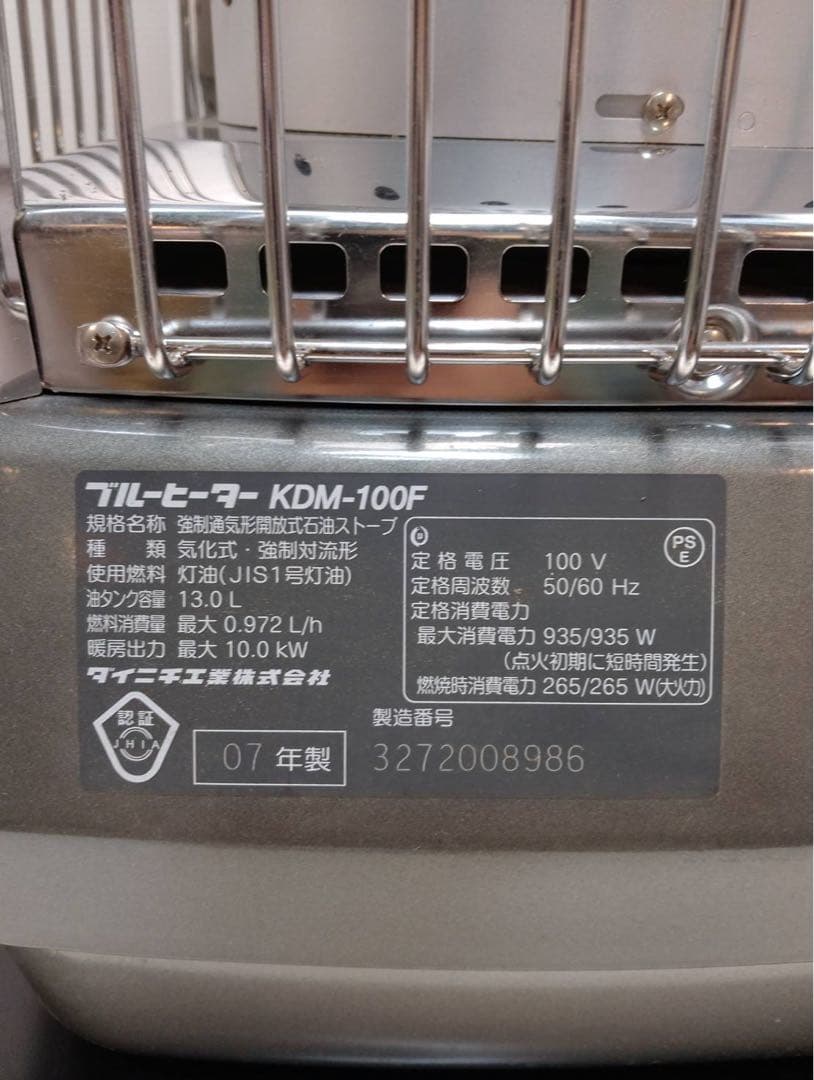 ブルーヒーター KDM-100F
規格名称 強制通気形開放式石油ストーブ
種 類 気化式・強制対流形
使用燃料 灯油(JIS1号灯油)
油タンク容量 13.0 L
燃料消費量 最大 0.972 L/h
暖房出力 最大 10.0 kW
ダイニチ工業株式会社
PS
E
定格電圧 100 V
定格周波数 50/60 Hz
定格消費電力
最大消費電力 935/935 W
(点火初期に短時間発生)
燃焼時消費電力 265/265 W(大火力)
認証
JHIA
07 年製
製造番号
3272008986